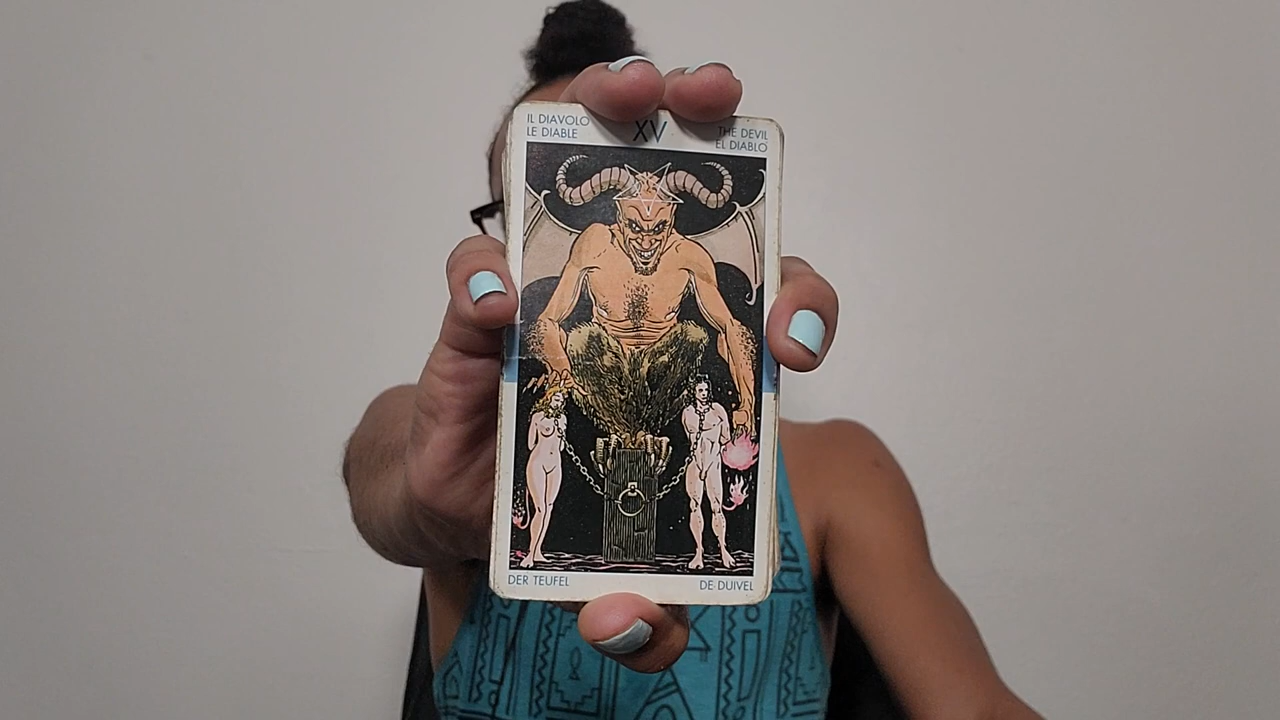 IL DIAVOLO
LE DIABLE
XV
THE DEVIL
EL DIABLO
DER TEUFEL
DE DUIVEL